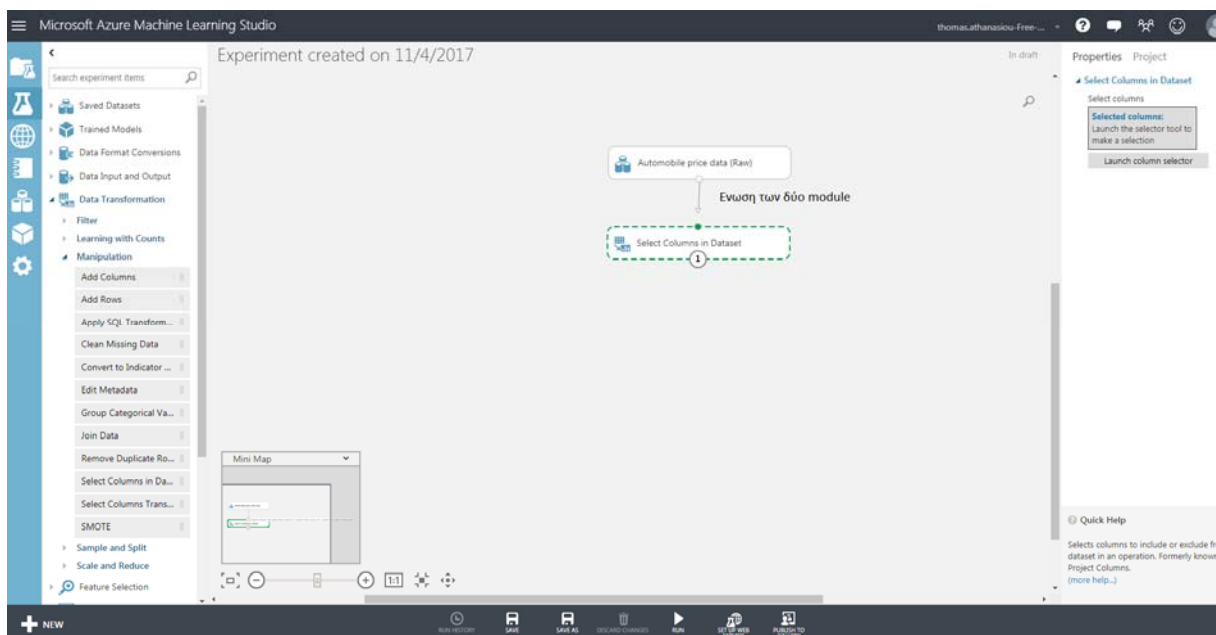 Microsoft Azure Machine Learning Studio
thomas.athanasiou-Free-...
Search experiment items
Saved Datasets
Trained Models
Data Format Conversions
Data Input and Output
Data Transformation
Filter
Learning with Counts
Manipulation
Add Columns
Add Rows
Apply SQL Transform...
Clean Missing Data
Convert to Indicator ...
Edit Metadata
Group Categorical Va...
Join Data
Remove Duplicate Ro...
Select Columns in Da...
Select Columns Trans...
SMOTE
Sample and Split
Scale and Reduce
Feature Selection
Experiment created on 11/4/2017
In draft
Automobile price data (Raw)
Ενωση των δύο module
Select Columns in Dataset
1
Mini Map
1:1
Properties Project
Select Columns in Dataset
Select columns
Selected columns:
Launch the selector tool to
make a selection
Launch column selector
Quick Help
Selects columns to include or exclude fr
dataset in an operation. Formerly known
Project Columns.
(more help...)
NEW
RUN HISTORY
SAVE
SAVE AS
DISCARD CHANGES
RUN
SET UP WEB
PUBLISH TO